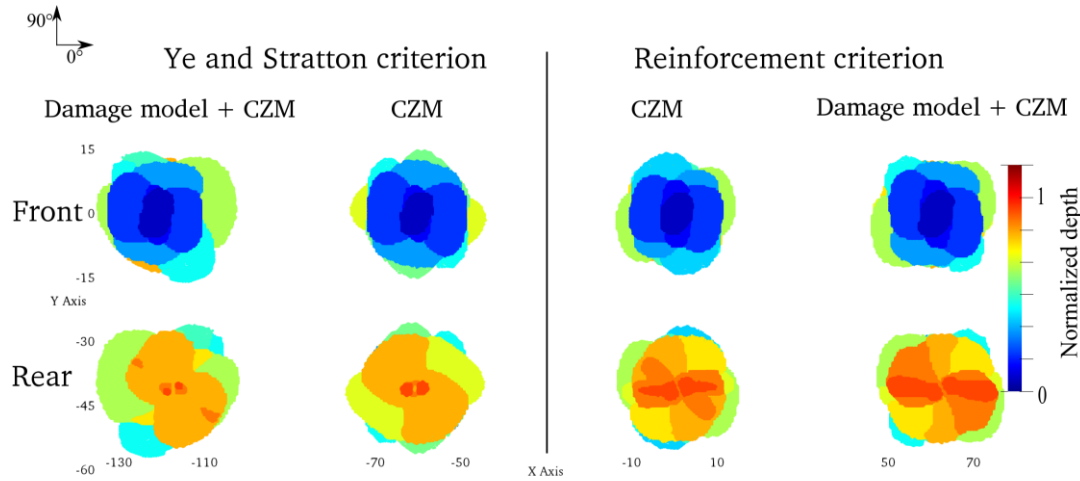 90°
0°
Ye and Stratton criterion
Reinforcement criterion
Damage model + CZM
CZM
CZM
Damage model + CZM
15
Front
0
-15
Y Axis
1
0
Normalized depth
-30
Rear
-45
-60
-130
-110
-70
-50
X Axis
-10
10
50
70